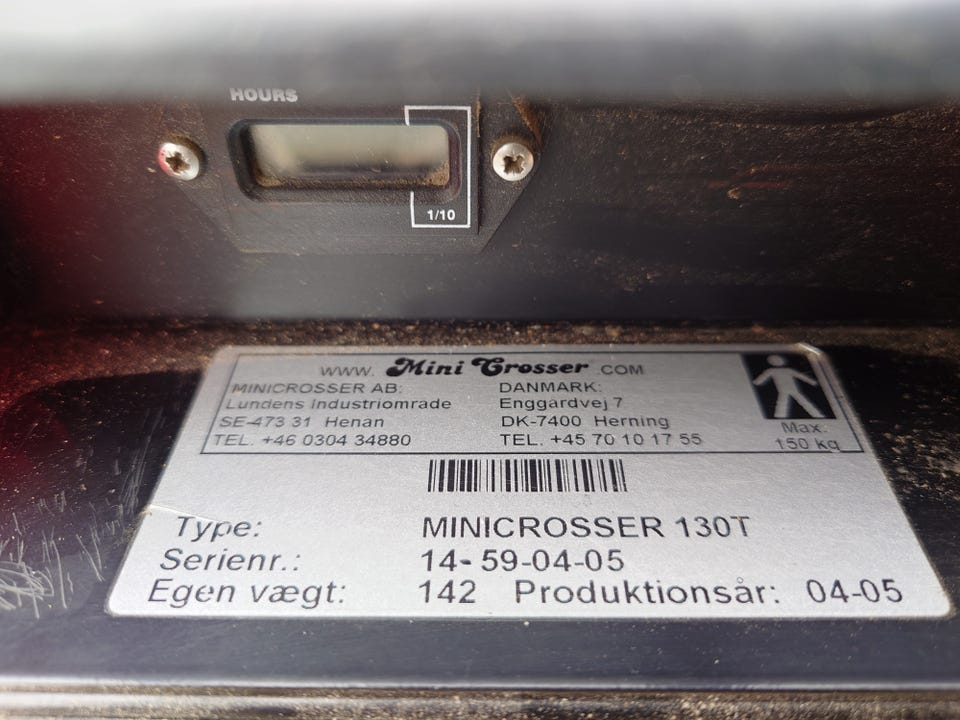 HOURS
1/10
WWW. Mini Crosser .COM
MINICROSSER AB:
Lundens Industriomrade
SE-473 31 Henan
TEL. +46 0304 34880
DANMARK:
Enggårdvej 7
DK-7400 Herning
TEL. +45 70 10 17 55
Max.
150 kg
Type: MINICROSSER 130T
Serienr.: 14-59-04-05
Egen vægt: 142 Produktionsår: 04-05